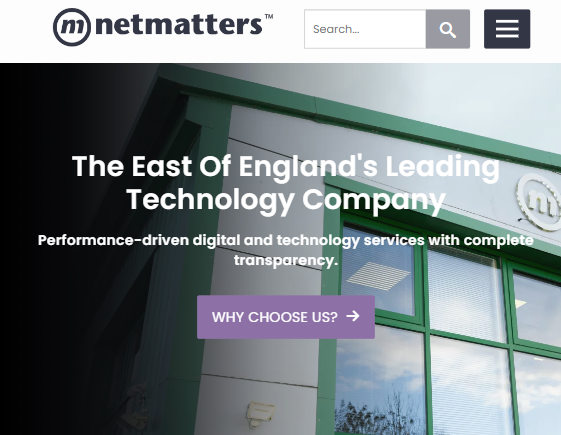 netmatters™
Search...
The East Of England's Leading
Technology Company
Performance-driven digital and technology services with complete
transparency.
WHY CHOOSE US?